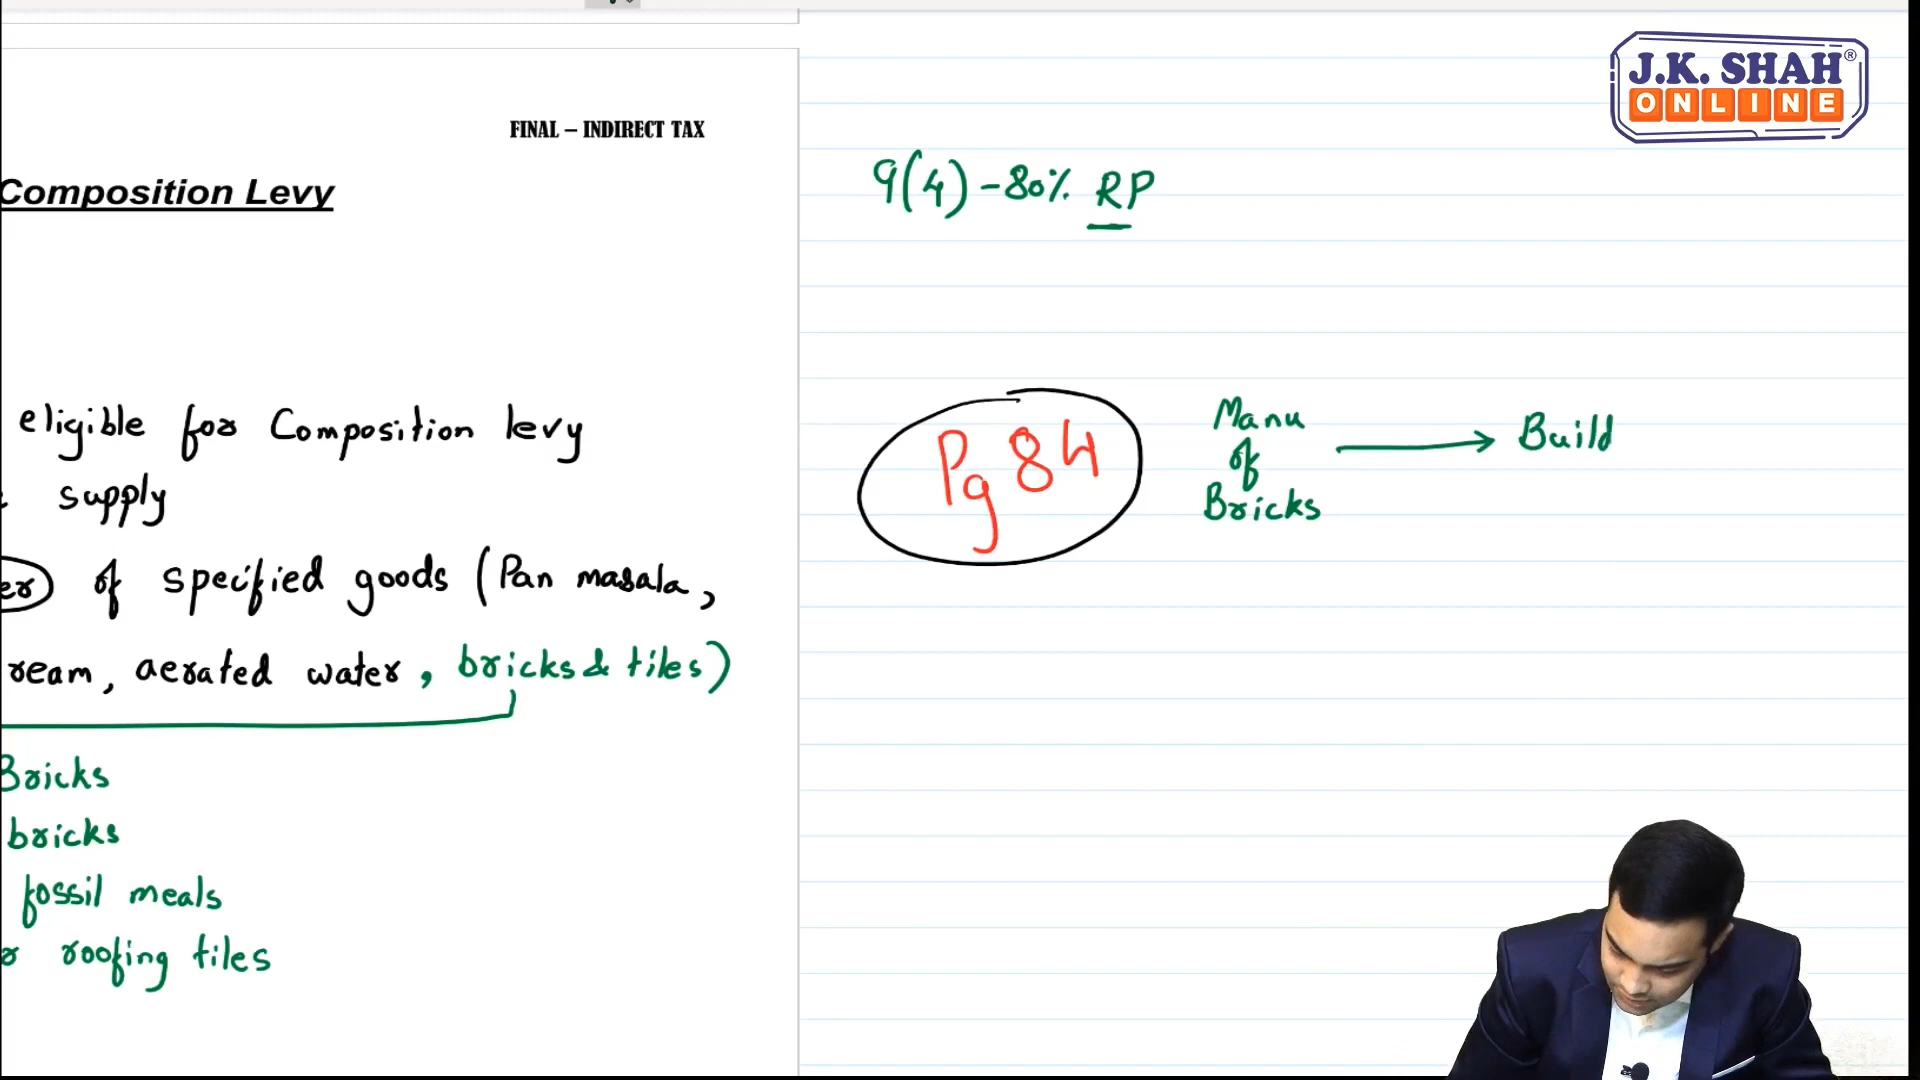 J.K. SHAH®
ONLINE
FINAL – INDIRECT TAX
Composition Levy
9(4) - 80% RP
eligible for Composition levy
supply
of specified goods (Pan masala,
ream, aerated water, bricks & tiles)
Bricks
bricks
fossil meals
roofing tiles
Pg 84
Manu of Bricks → Build